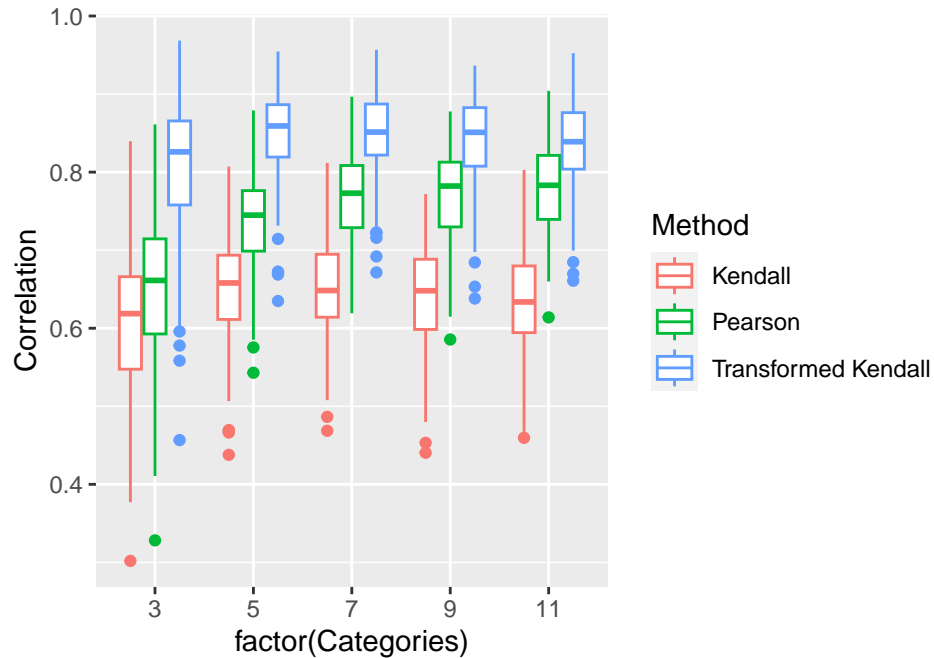 1.0
0.8
0.6
0.4
Correlation
3 5 7 9 11
factor(Categories)
Method
Kendall
Pearson
Transformed Kendall